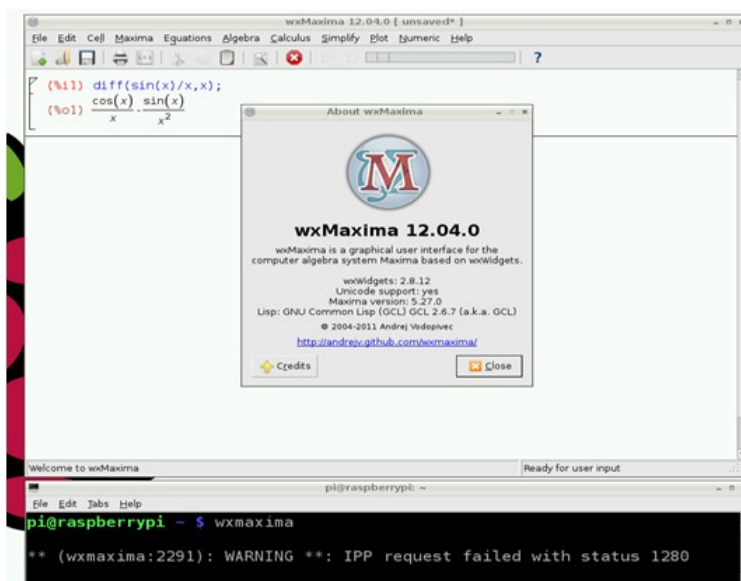 wxMaxima 12.04.0 [ unsaved* ]
File Edit Cell Maxima Equations Algebra Calculus Simplify Plot Numeric Help
?
(%i1) diff(sin(x)/x,x);
(%o1) cos(x)/x - sin(x)/x²
About wxMaxima
M
wxMaxima 12.04.0
wxMaxima is a graphical user interface for the
computer algebra system Maxima based on wxWidgets.
wxWidgets: 2.8.12
Unicode support: yes
Maxima version: 5.27.0
Lisp: GNU Common Lisp (GCL) GCL 2.6.7 (a.k.a. GCL)
© 2004-2011 Andrej Vodopivec
http://andrejv.github.com/wxmaxima/
Credits Close
Welcome to wxMaxima Ready for user input
pi@raspberrypi: ~
File Edit Tabs Help
pi@raspberrypi ~ $ wxmaxima
** (wxmaxima:2291): WARNING **: IPP request failed with status 1280